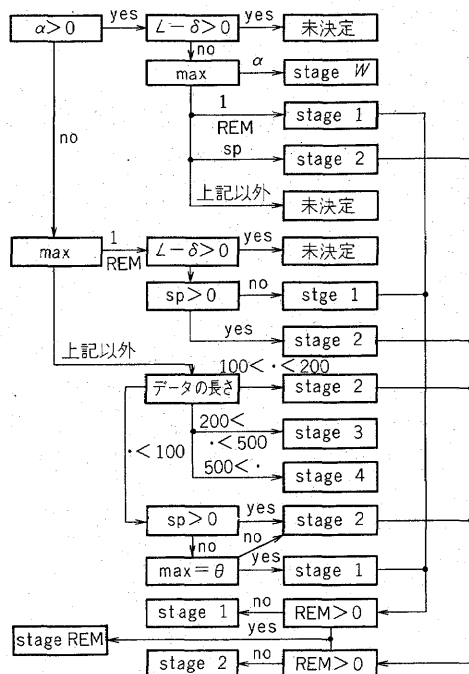 α>0 yes L-δ>0 yes 未決定
no
max α stage W
1
REM stage 1
no
sp stage 2
上記以外 未決定
max 1 REM L-δ>0 yes 未決定
sp>0 no stge 1
yes stage 2
上記以外
100<・<200
データの長さ stage 2
200<
・<500 stage 3
・<100
500<・ stage 4
sp>0 yes stage 2
no no
max=θ yes stage 1
stage 1 no REM>0
yes
stage REM
stage 2 no REM>0